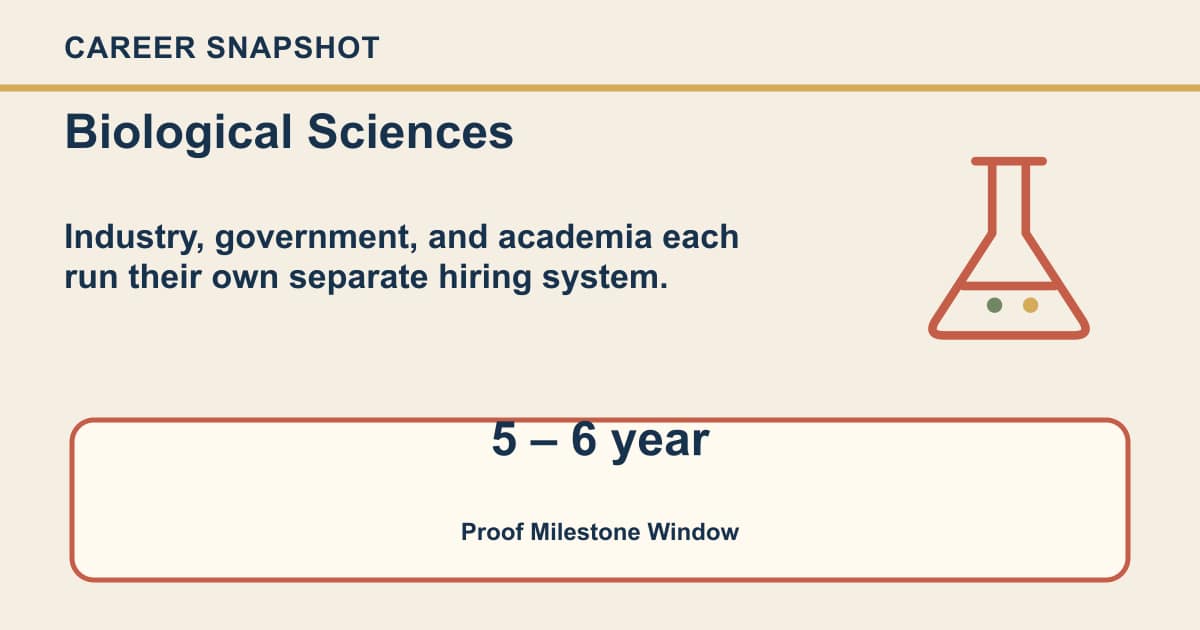 CAREER SNAPSHOT
Biological Sciences
Industry, government, and academia each
run their own separate hiring system.
5 – 6 year
Proof Milestone Window